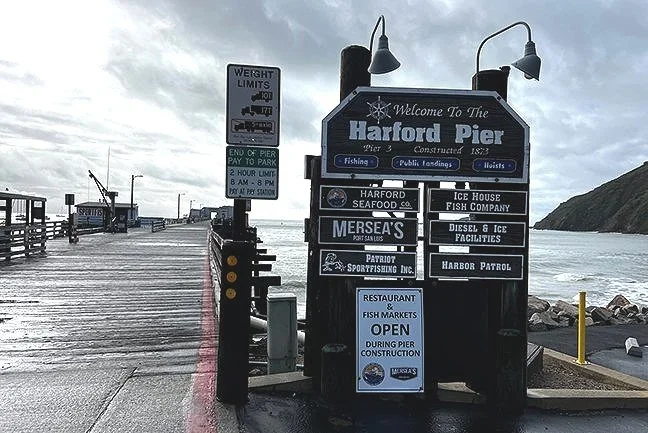 WEIGHT
LIMITS
END OF PIER
PAY TO PARK
2 HOUR LIMIT
8 AM - 8 PM
PAY AT PAY STATION
Welcome To The
Harford Pier
Pier 3 Constructed 1873
Fishing Public Landings Hoists
HARFORD
SEAFOOD CO.
MERSEA'S
PORT SAN LUIS
PATRIOT
SPORTFISHING INC.
ICE HOUSE
FISH COMPANY
DIESEL & ICE
FACILITIES
HARBOR PATROL
RESTAURANT
&
FISH MARKETS
OPEN
DURING PIER
CONSTRUCTION
MERSEA'S